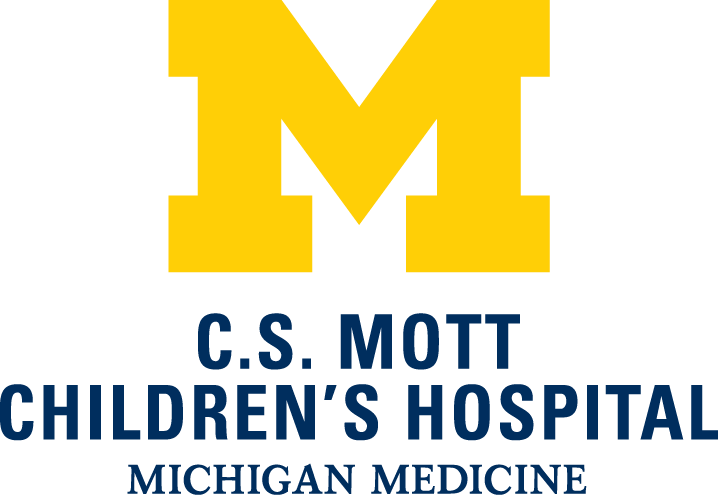 M
C.S. MOTT
CHILDREN’S HOSPITAL
MICHIGAN MEDICINE